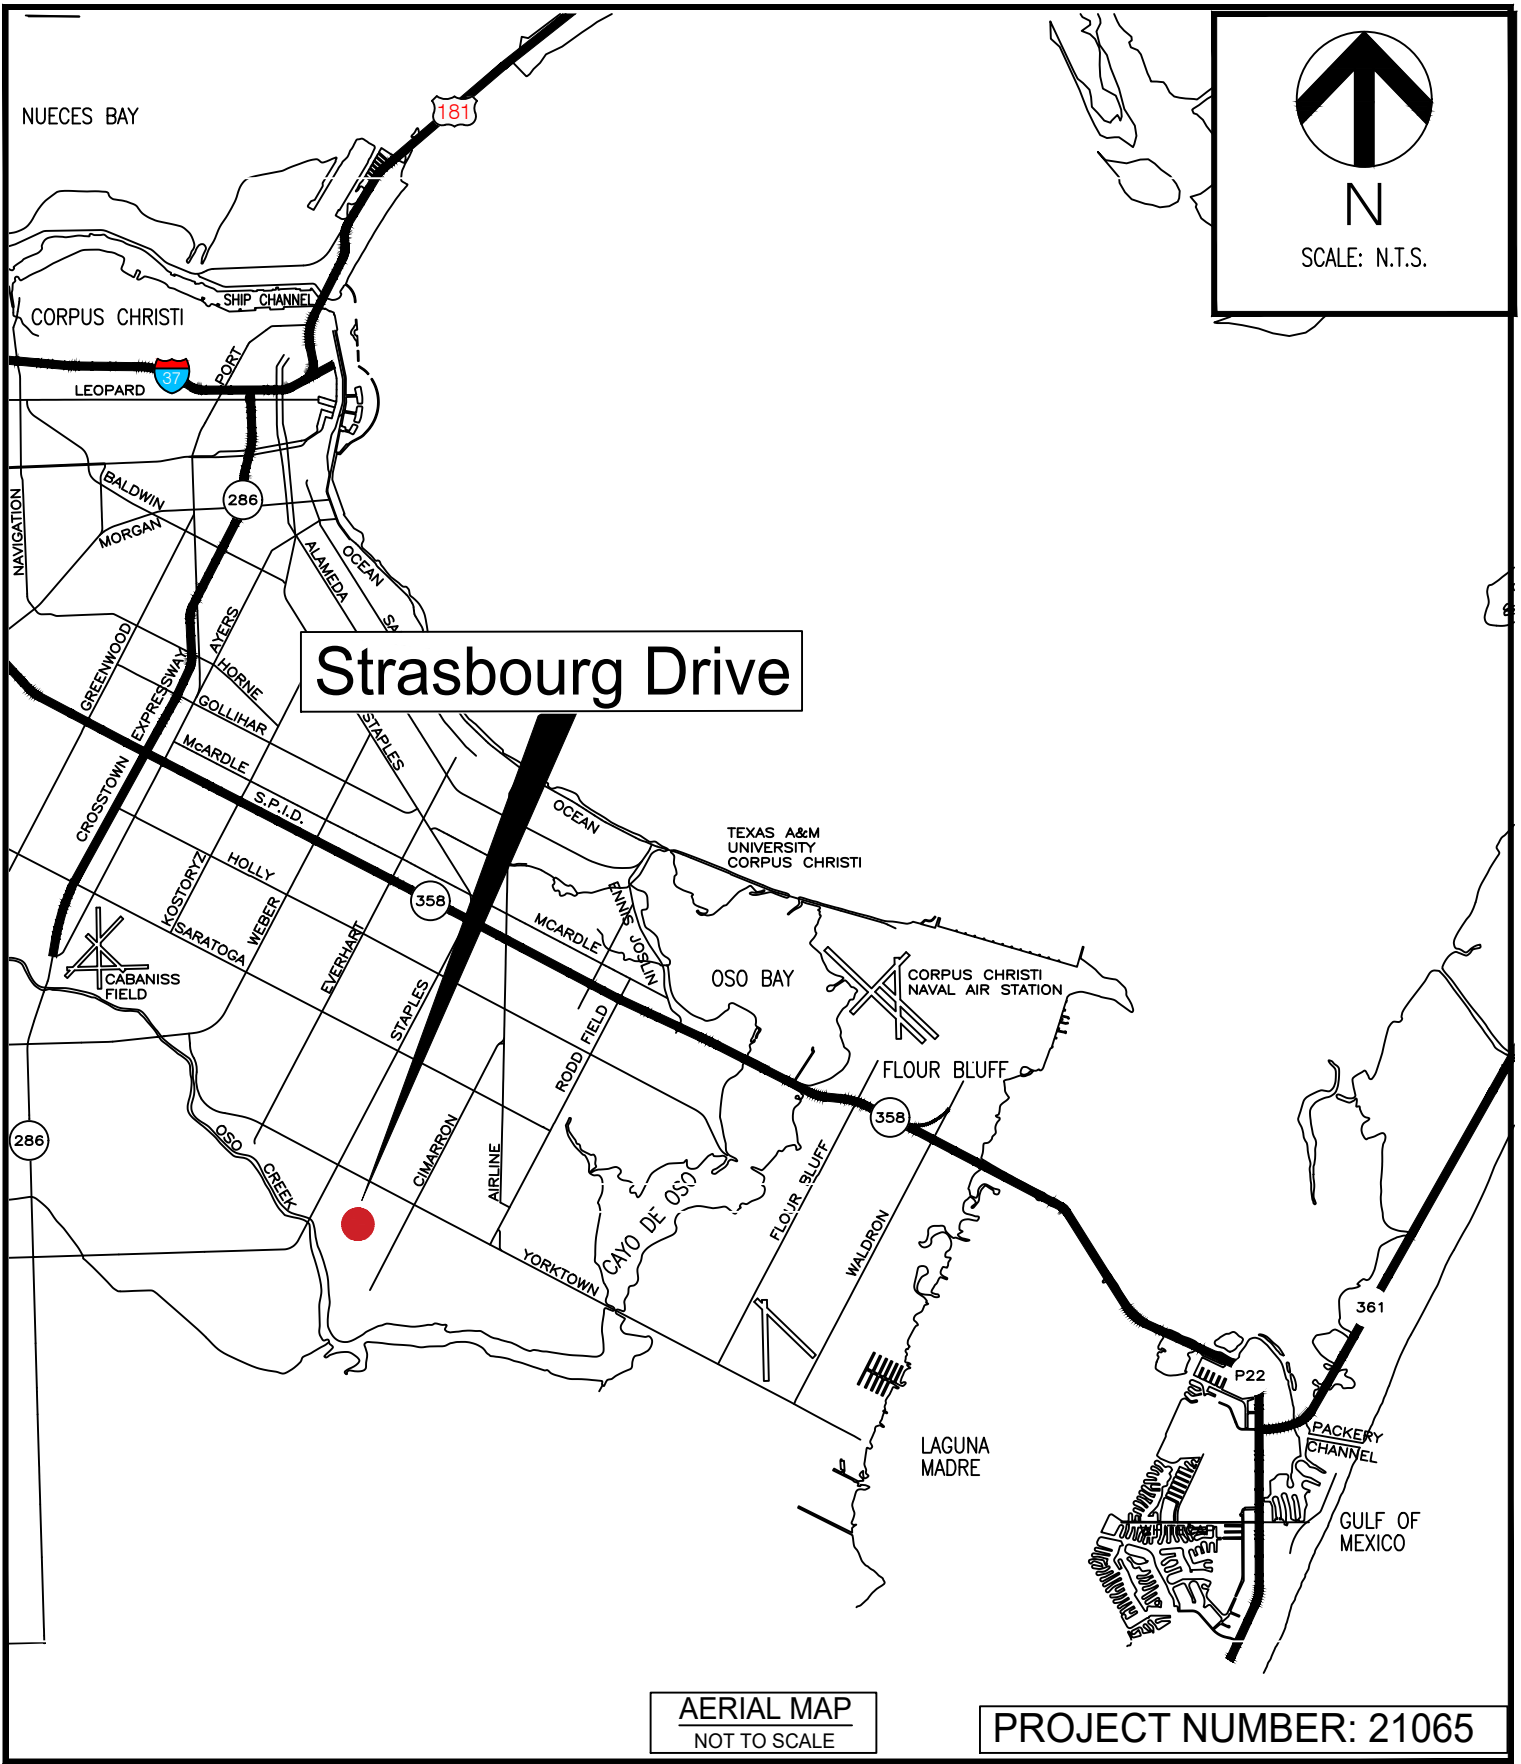 NUECES BAY
181
N
SCALE: N.T.S.
SHIP CHANNEL
CORPUS CHRISTI
PORT
37
LEOPARD
BALDWIN
286
MORGAN
NAVIGATION
ALAMEDA
OCEAN
SA
AYERS
GREENWOOD
HORNE
EXPRESSWAY
GOLLIHAR
Strasbourg Drive
STAPLES
McARDLE
CROSSTOWN
S.P.I.D.
OCEAN
TEXAS A&M
UNIVERSITY
CORPUS CHRISTI
HOLLY
KOSTORYZ
WEBER
358
ENNIS JOSLIN
MCARDLE
SARATOGA
EVERHART
CABANISS
FIELD
OSO BAY
CORPUS CHRISTI
NAVAL AIR STATION
STAPLES
RODD FIELD
FLOUR BLUFF
358
286
OSO
CREEK
CIMARRON
AIRLINE
CAYO DE OSO
FLOUR BLUFF
WALDRON
YORKTOWN
361
P22
PACKERY
CHANNEL
LAGUNA
MADRE
GULF OF
MEXICO
AERIAL MAP
NOT TO SCALE
PROJECT NUMBER: 21065